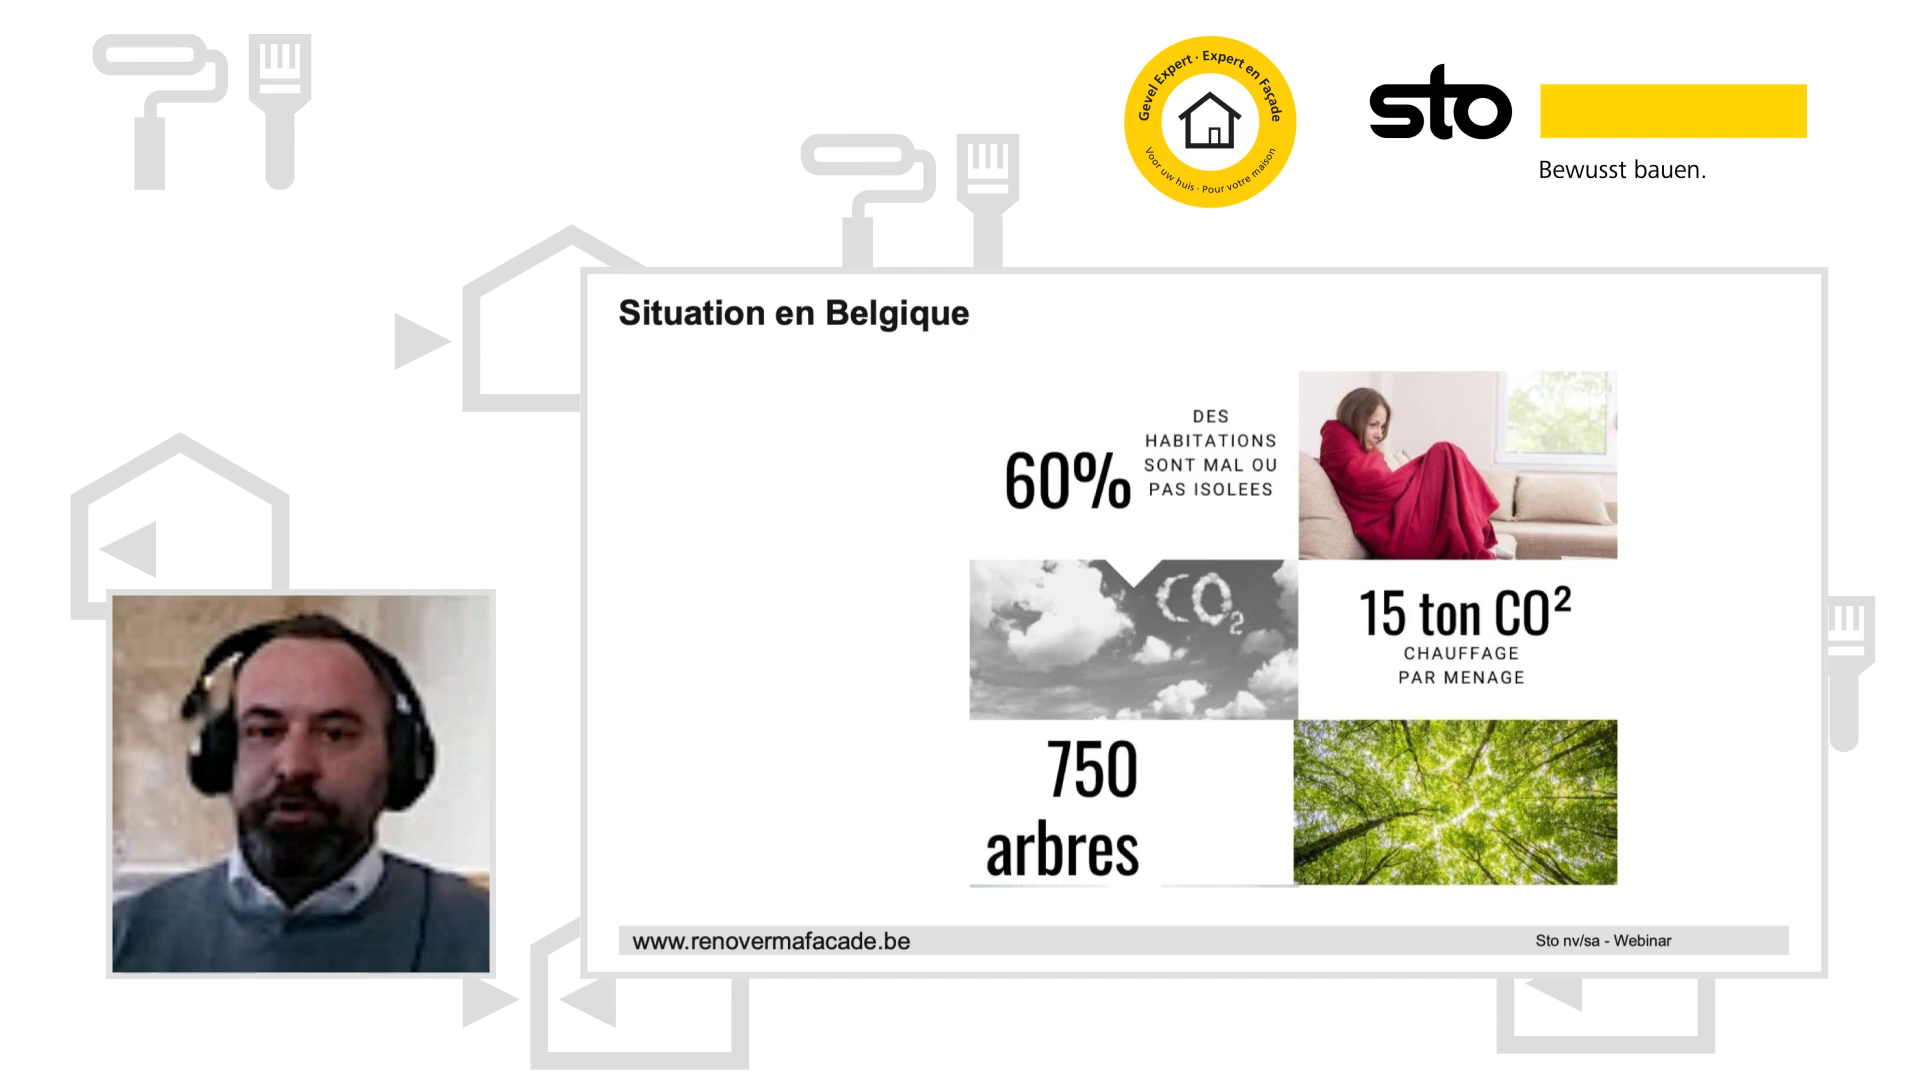 Gevel Expert · Expert en Façade
Voor uw huis · Pour votre maison
sto
Bewusst bauen.
Situation en Belgique
60%
DES
HABITATIONS
SONT MAL OU
PAS ISOLEES
CO2
15 ton CO²
CHAUFFAGE
PAR MENAGE
750
arbres
www.renovermafacade.be
Sto nv/sa - Webinar